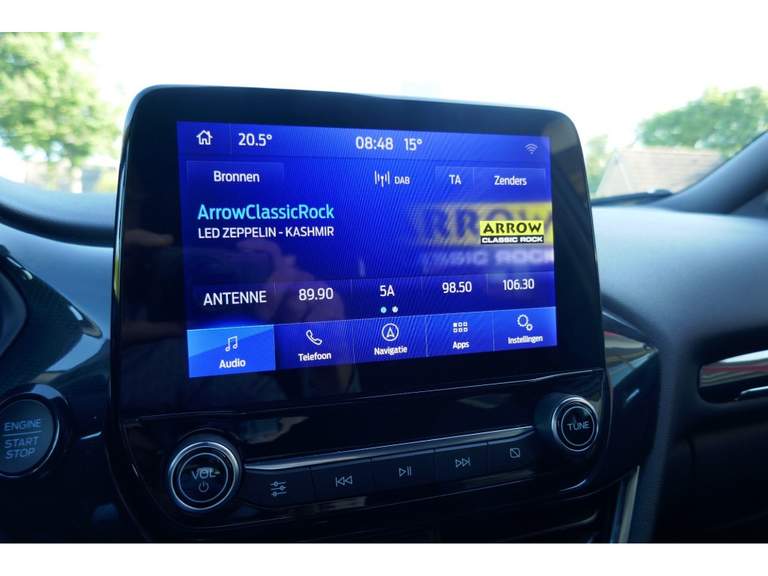 20.5° 08:48 15°
Bronnen DAB TA Zenders
ArrowClassicRock
LED ZEPPELIN - KASHMIR
ARROW
CLASSIC ROCK
ANTENNE 89.90 5A 98.50 106.30
Audio Telefoon Navigatie Apps Instellingen
ENGINE
START
STOP
VOL
TUNE